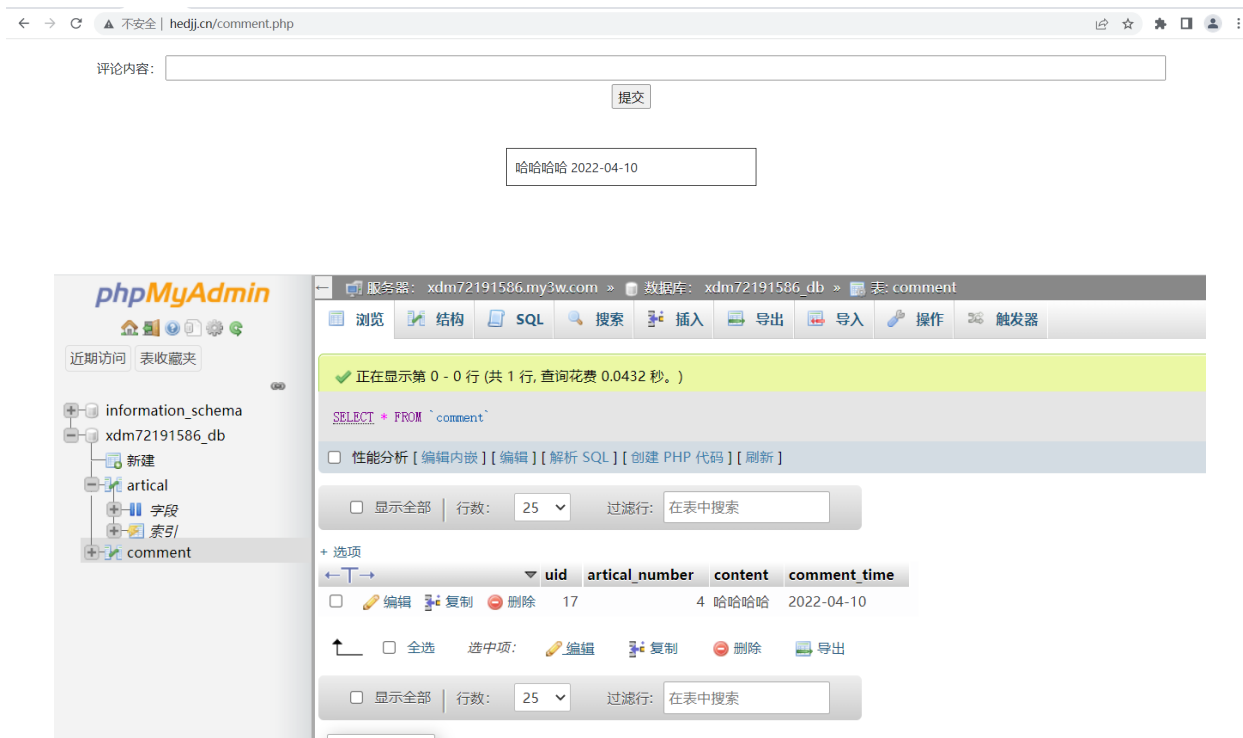 不安全 | hedjj.cn/comment.php
评论内容：
提交
哈哈哈哈 2022-04-10
phpMyAdmin
近期访问 表收藏夹
information_schema
xdm72191586_db
新建
artical
字段
索引
comment
服务器： xdm72191586.my3w.com » 数据库： xdm72191586_db » 表: comment
浏览 结构 SQL 搜索 插入 导出 导入 操作 触发器
正在显示第 0 - 0 行 (共 1 行, 查询花费 0.0432 秒。)
SELECT * FROM `comment`
性能分析 [ 编辑内嵌 ] [ 编辑 ] [ 解析 SQL ] [ 创建 PHP 代码 ] [ 刷新 ]
显示全部 行数： 25 过滤行: 在表中搜索
+ 选项
←T→ uid artical_number content comment_time
编辑 复制 删除 17 4 哈哈哈哈 2022-04-10
全选 选中项： 编辑 复制 删除 导出
显示全部 行数： 25 过滤行: 在表中搜索